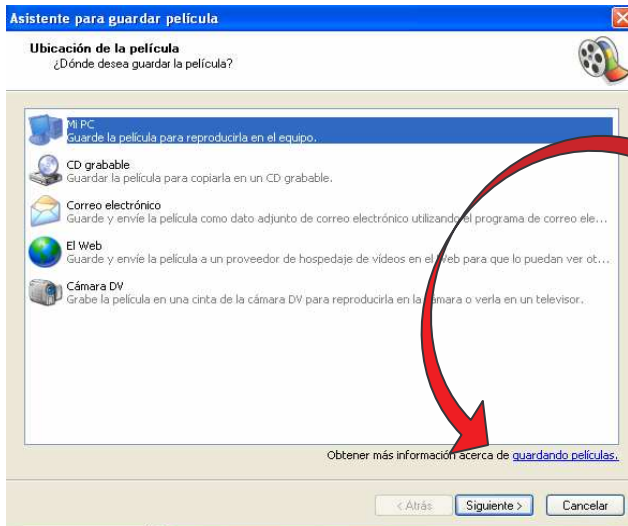 Asistente para guardar película
Ubicación de la película
¿Dónde desea guardar la película?
Mi PC
Guarde la película para reproducirla en el equipo.
CD grabable
Guardar la película para copiarla en un CD grabable.
Correo electrónico
Guarde y envíe la película como dato adjunto de correo electrónico utilizando el programa de correo ele...
El Web
Guarde y envíe la película a un proveedor de hospedaje de vídeos en el Web para que lo puedan ver ot...
Cámara DV
Grabe la película en una cinta de la cámara DV para reproducirla en la cámara o verla en un televisor.
Obtener más información acerca de guardando películas.
< Atrás Siguiente > Cancelar